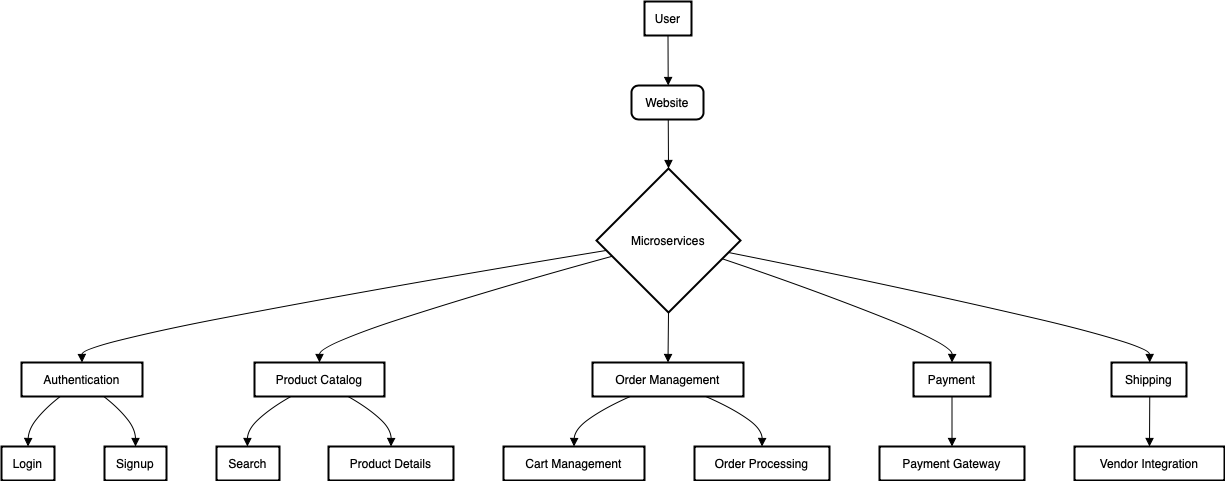 User
Website
Microservices
Authentication
Product Catalog
Order Management
Payment
Shipping
Login
Signup
Search
Product Details
Cart Management
Order Processing
Payment Gateway
Vendor Integration